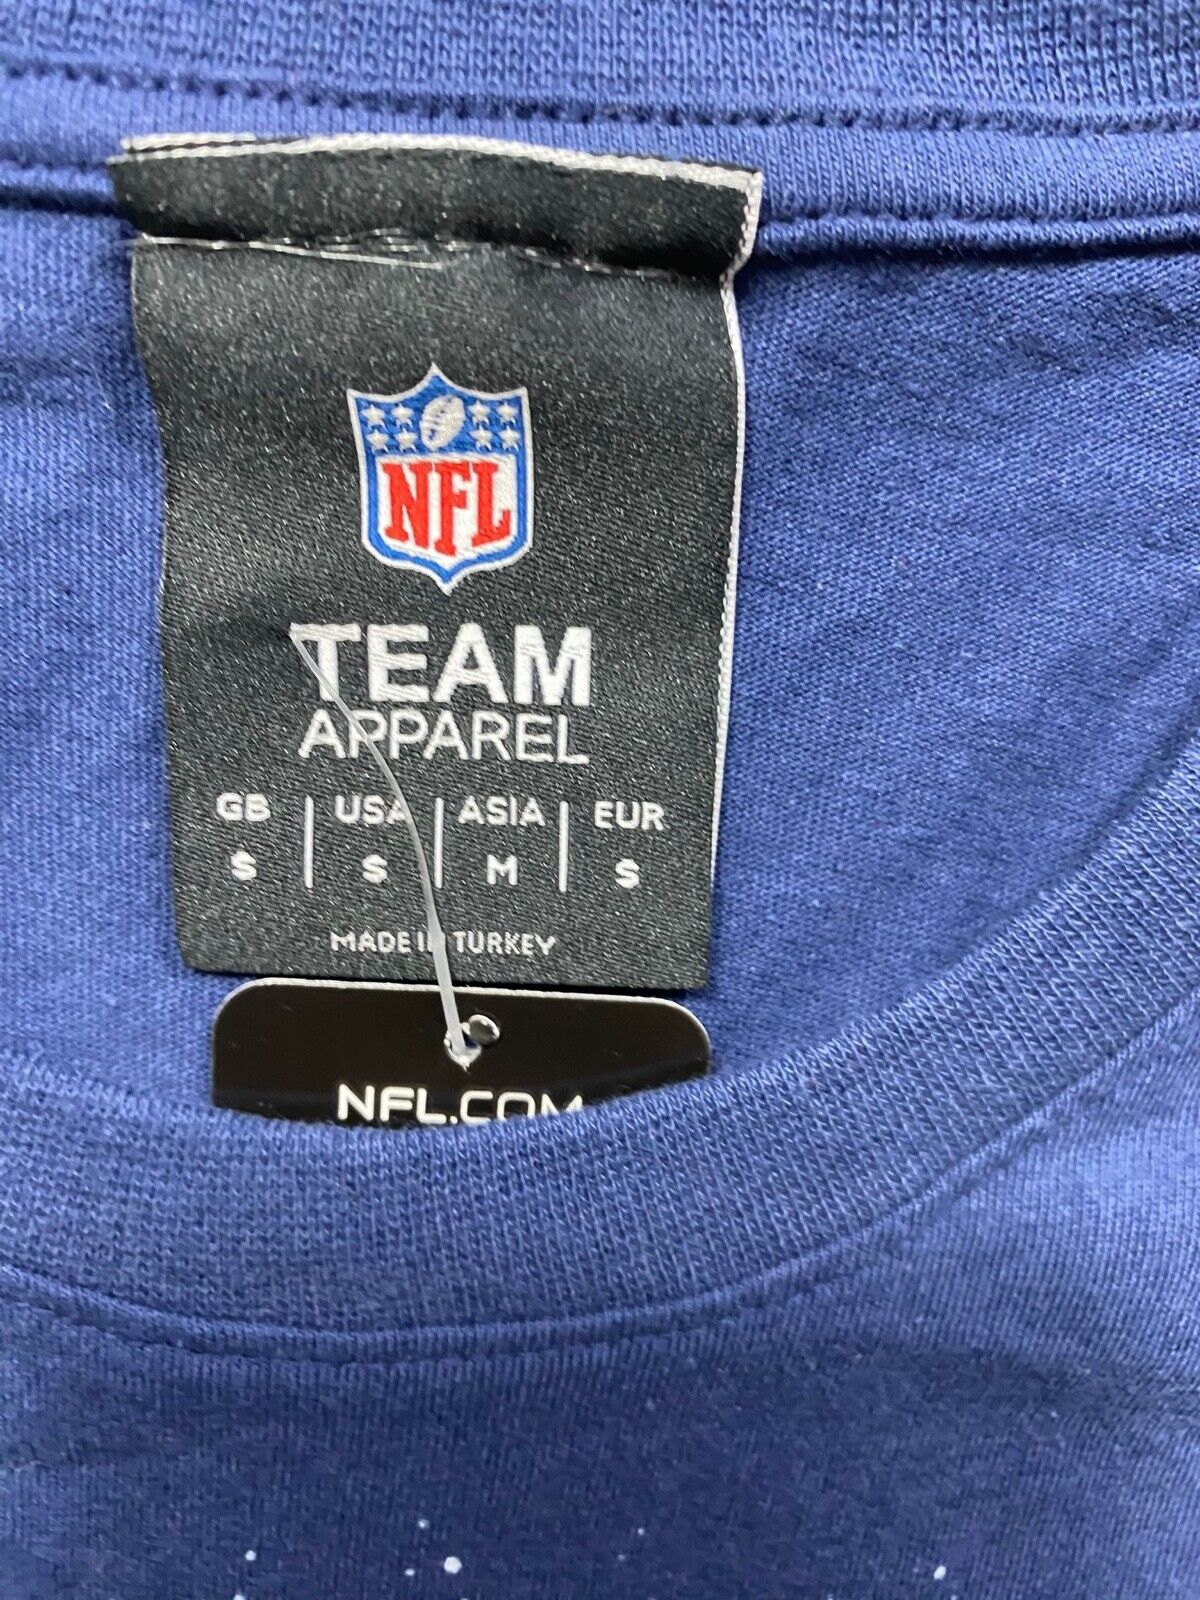 NFL
TEAM
APPAREL
GB | USA | ASIA | EUR
S | S | M | S
MADE IN TURKEY
NFL.COM